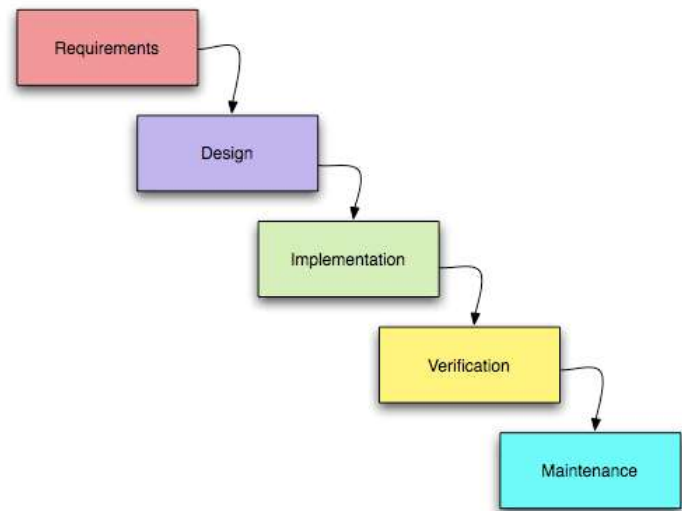 Requirements
Design
Implementation
Verification
Maintenance